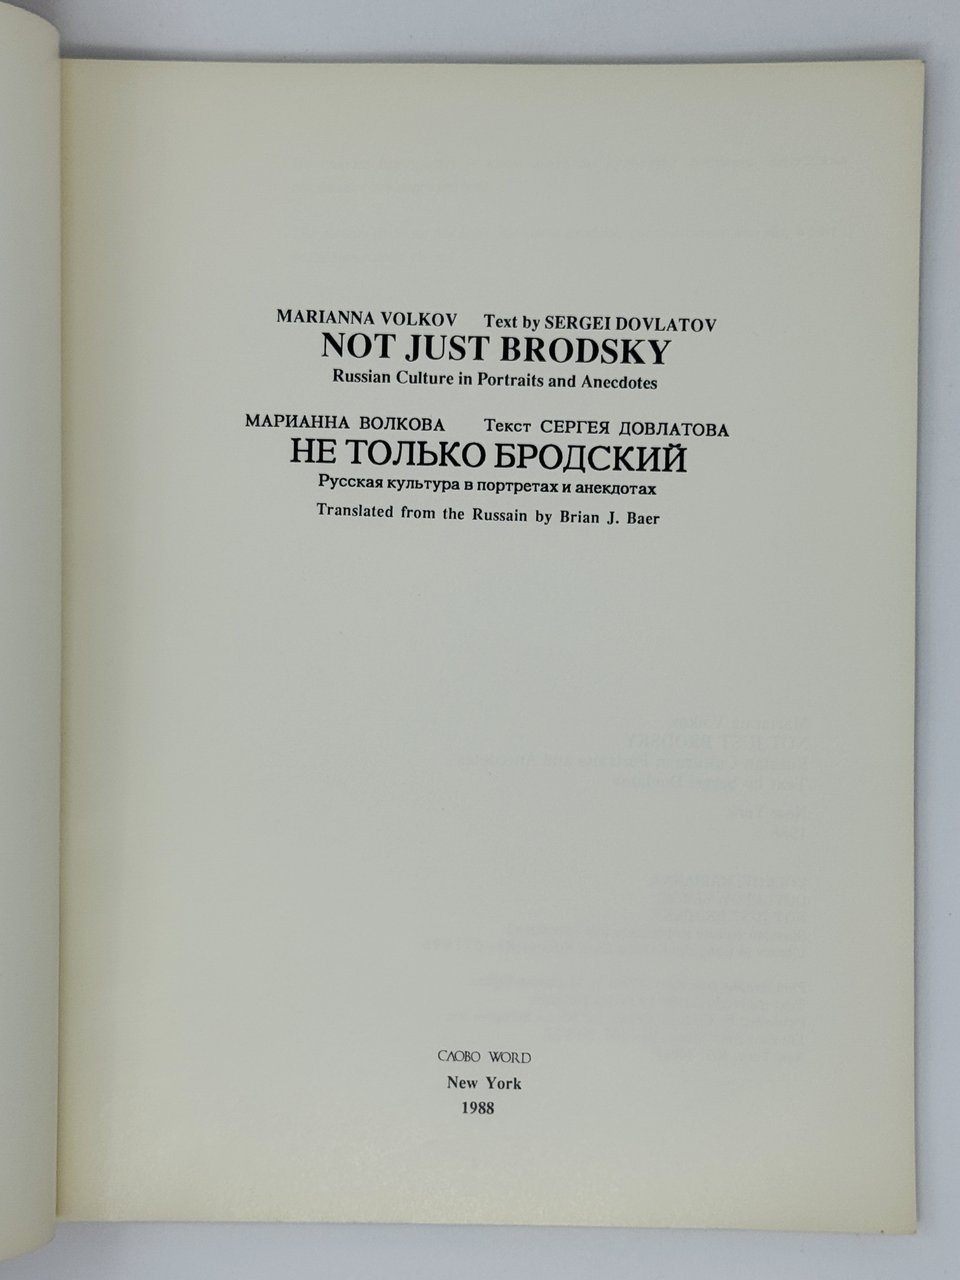 MARIANNA VOLKOV Text by SERGEI DOVLATOV
NOT JUST BRODSKY
Russian Culture in Portraits and Anecdotes
МАРИАННА ВОЛКОВА Текст СЕРГЕЯ ДОВЛАТОВА
НЕ ТОЛЬКО БРОДСКИЙ
Русская культура в портретах и анекдотах
Translated from the Russain by Brian J. Baer
СЛОВО WORD
New York
1988